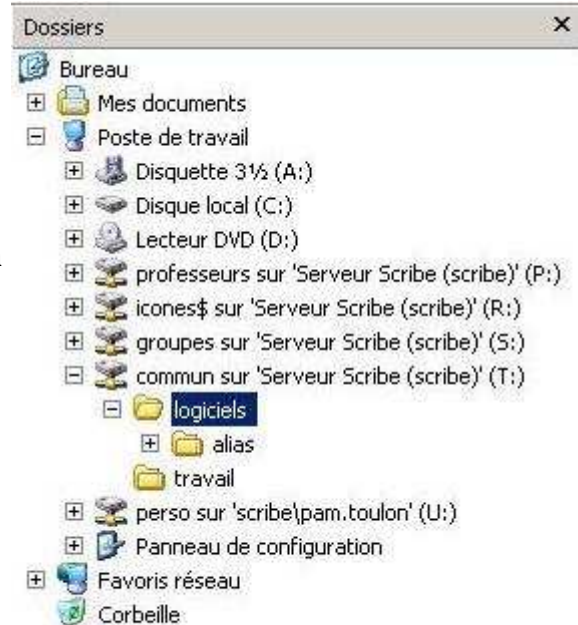 Dossiers
Bureau
Mes documents
Poste de travail
Disquette 3½ (A:)
Disque local (C:)
Lecteur DVD (D:)
professeurs sur 'Serveur Scribe (scribe)' (P:)
icones$ sur 'Serveur Scribe (scribe)' (R:)
groupes sur 'Serveur Scribe (scribe)' (S:)
commun sur 'Serveur Scribe (scribe)' (T:)
logiciels
alias
travail
perso sur 'scribe\pam.toulon' (U:)
Panneau de configuration
Favoris réseau
Corbeille